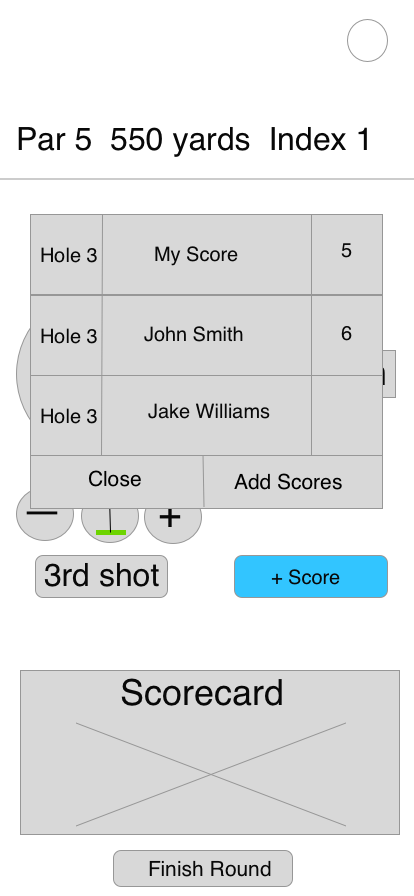 Par 5 550 yards Index 1
Hole 3 My Score 5
Hole 3 John Smith 6
Hole 3 Jake Williams
Close Add Scores
— +
3rd shot + Score
Scorecard
Finish Round